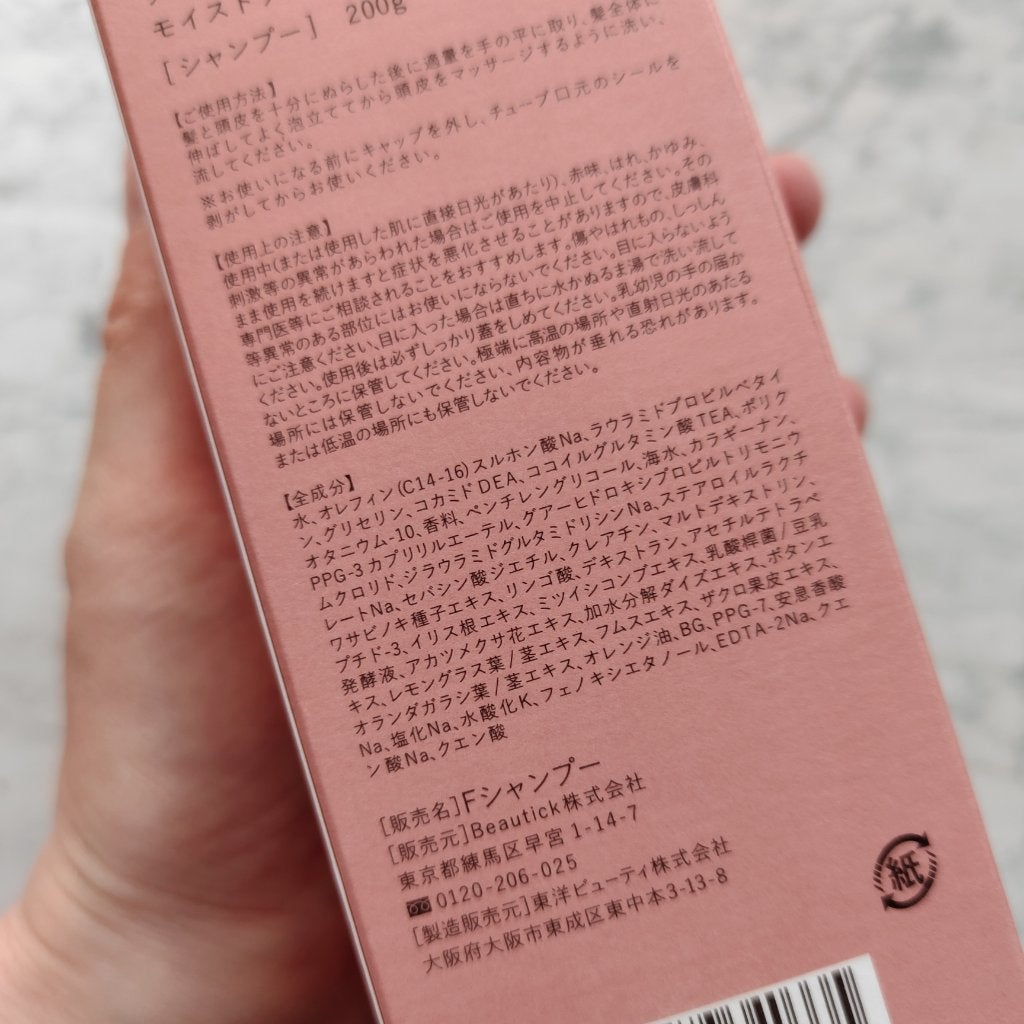 モイスト
[シャンプー] 200g
【ご使用方法】
髪と頭皮を十分にぬらした後に適量を手の平に取り、髪全体に
伸ばしてよく泡立ててから頭皮をマッサージするように洗い、
流してください。
※お使いになる前にキャップを外し、チューブ口元のシールを
剥がしてからお使いください。
【使用上の注意】
使用中(または使用した肌に直接日光があたり)、赤味、はれ、かゆみ、
刺激等の異常があらわれた場合はご使用を中止してください。その
まま使用を続けますと症状を悪化させることがありますので、皮膚科
専門医等にご相談されることをおすすめします。傷やはれもの、しっしん
等異常のある部位にはお使いにならないでください。目に入らないよう
にご注意ください、目に入った場合は直ちに水かぬるま湯で洗い流して
ください。使用後は必ずしっかり蓋をしめてください。乳幼児の手の届か
ないところに保管してください。極端に高温の場所や直射日光のあたる
場所には保管しないでください、内容物が垂れる恐れがあります。
または低温の場所にも保管しないでください。
【全成分】
水、オレフィン(C14-16)スルホン酸Na、ラウラミドプロピルベタイ
ン、グリセリン、コカミドDEA、ココイルグルタミン酸TEA、ポリク
オタニウム-10、香料、ペンチレングリコール、海水、カラギーナン、
PPG-3カプリリルエーテル、グアーヒドロキシプロピルトリモニウ
ムクロリド、ジラウラミドグルタミドリシンNa、ステアロイルラクチ
レートNa、セバシン酸ジエチル、クレアチン、マルトデキストリン、
ワサビノキ種子エキス、リンゴ酸、デキストラン、アセチルテトラペ
プチド-3、イリス根エキス、ミツイシコンブエキス、乳酸桿菌/豆乳
発酵液、アカツメクサ花エキス、加水分解ダイズエキス、ボタンエ
キス、レモングラス葉/茎エキス、フムスエキス、ザクロ果皮エキス、
オランダガラシ葉/茎エキス、オレンジ油、BG、PPG-7、安息香酸
Na、塩化Na、水酸化K、フェノキシエタノール、EDTA-2Na、クエ
ン酸Na、クエン酸
[販売名]Fシャンプー
[販売元]Beautick株式会社
東京都練馬区早宮 1-14-7
0120-206-025
[製造販売元]東洋ビューティ株式会社
大阪府大阪市東成区東中本3-13-8
紙